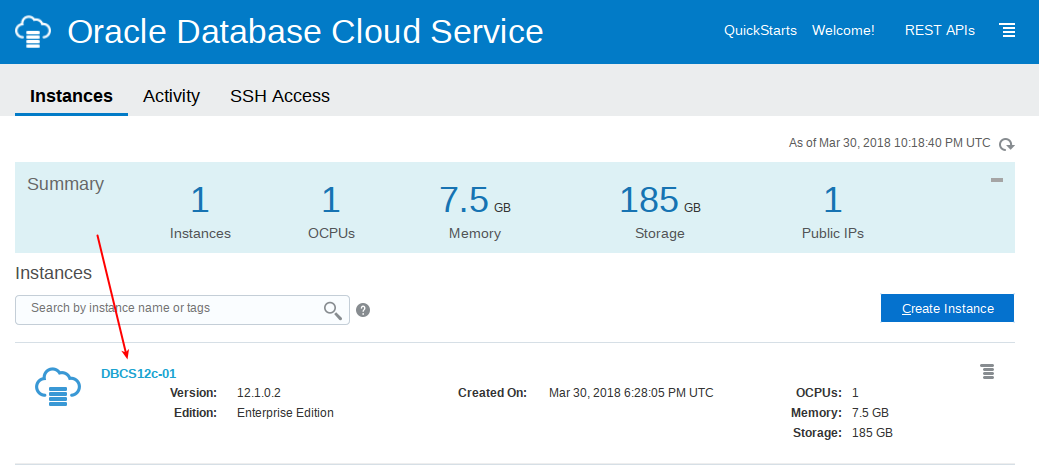 Oracle Database Cloud Service
QuickStarts Welcome! REST APIs
Instances Activity SSH Access
As of Mar 30, 2018 10:18:40 PM UTC
Summary
1 1 7.5 GB 185 GB 1
Instances OCPUs Memory Storage Public IPs
Instances
Search by instance name or tags ?
Create Instance
DBCS12c-01
Version: 12.1.0.2 Created On: Mar 30, 2018 6:28:05 PM UTC OCPUs: 1
Edition: Enterprise Edition Memory: 7.5 GB
Storage: 185 GB